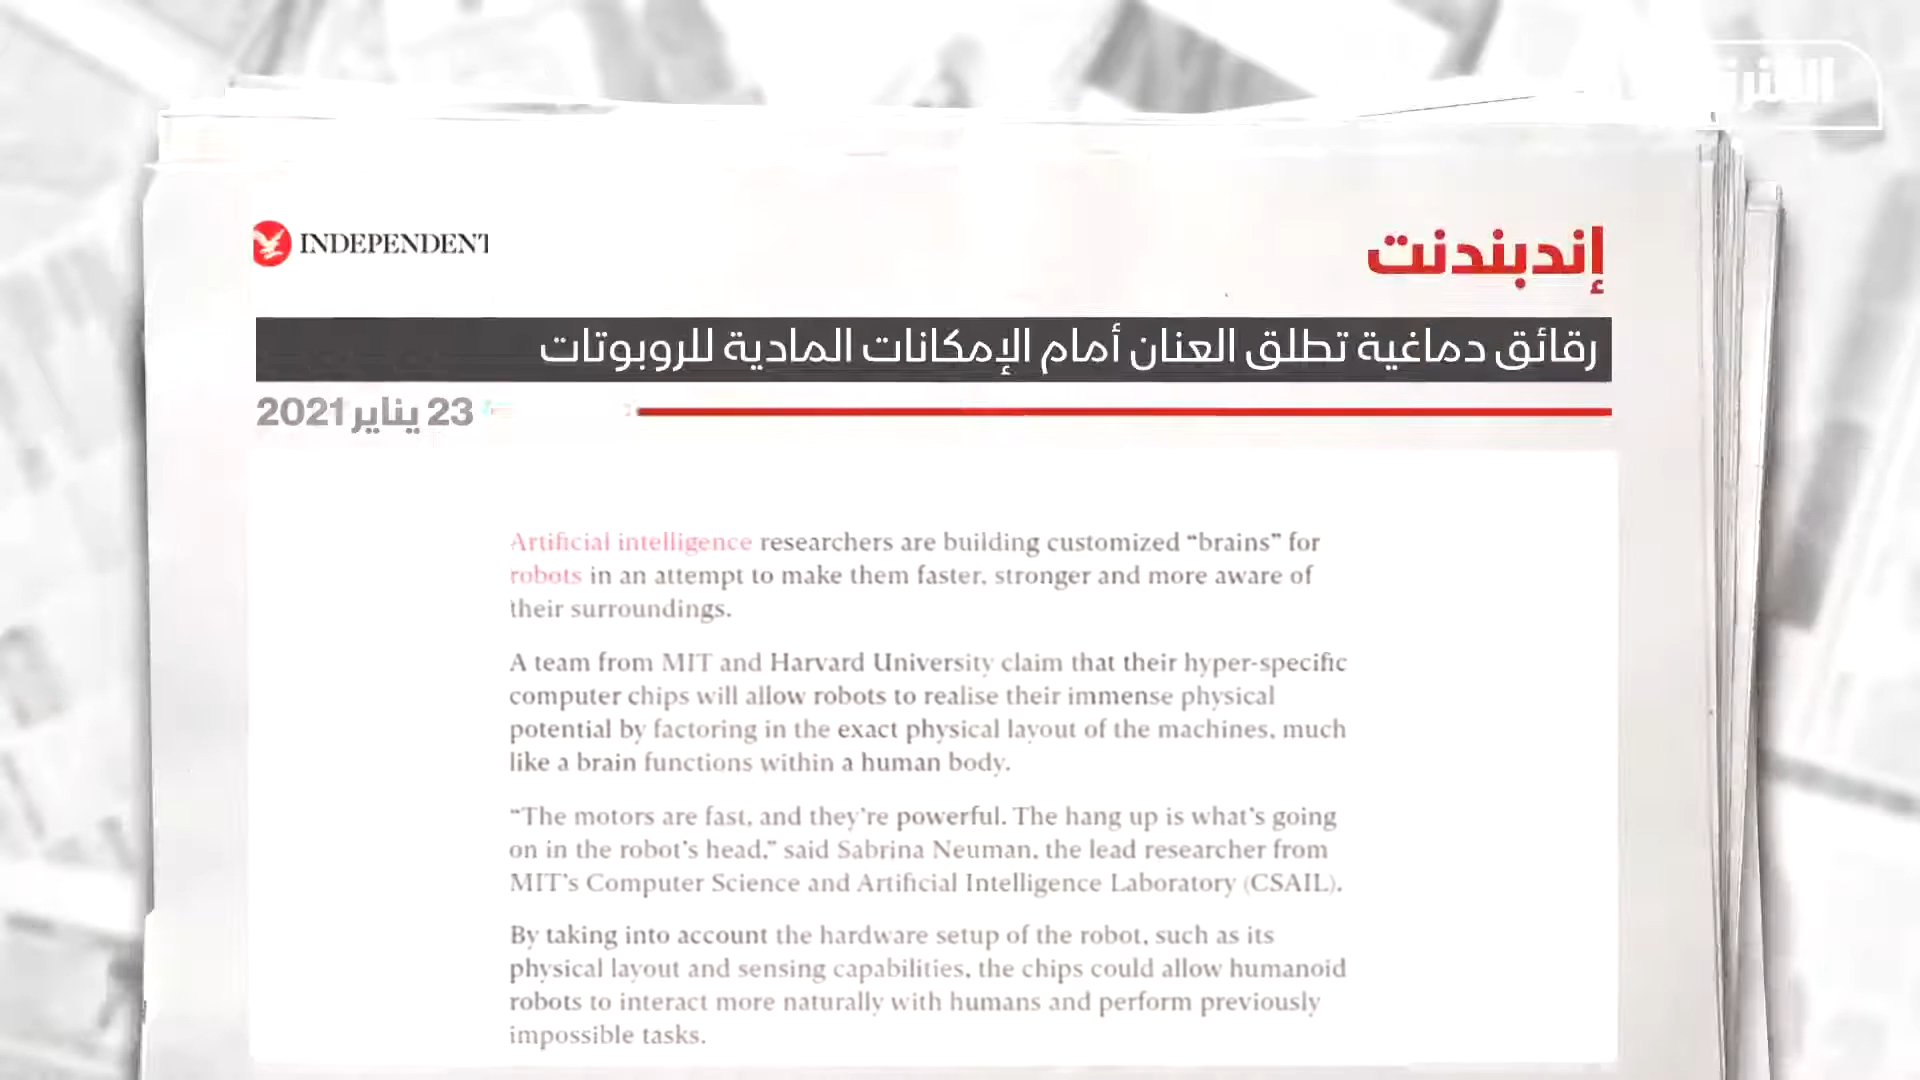 INDEPENDENT
إندبندنت
رقائق دماغية تطلق العنان أمام الإمكانات المادية للروبوتات
23 يناير 2021
Artificial intelligence researchers are building customized “brains” for
robots in an attempt to make them faster, stronger and more aware of
their surroundings.
A team from MIT and Harvard University claim that their hyper-specific
computer chips will allow robots to realise their immense physical
potential by factoring in the exact physical layout of the machines, much
like a brain functions within a human body.
“The motors are fast, and they’re powerful. The hang up is what’s going
on in the robot’s head,” said Sabrina Neuman, the lead researcher from
MIT’s Computer Science and Artificial Intelligence Laboratory (CSAIL).
By taking into account the hardware setup of the robot, such as its
physical layout and sensing capabilities, the chips could allow humanoid
robots to interact more naturally with humans and perform previously
impossible tasks.